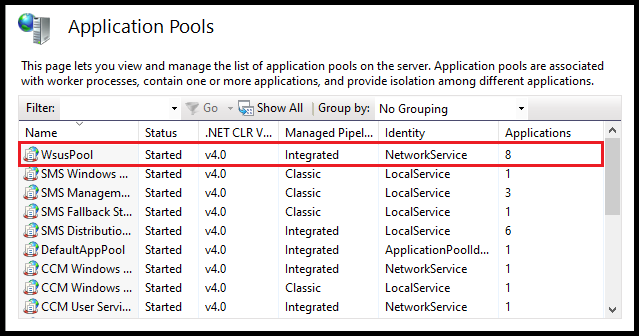 Application Pools
This page lets you view and manage the list of application pools on the server. Application pools are associated
with worker processes, contain one or more applications, and provide isolation among different applications.
Filter: Go Show All Group by: No Grouping
Name Status .NET CLR V... Managed Pipel... Identity Applications
WsusPool Started v4.0 Integrated NetworkService 8
SMS Windows ... Started v4.0 Classic LocalService 1
SMS Managem... Started v4.0 Classic LocalService 3
SMS Fallback St... Started v4.0 Classic LocalService 1
SMS Distributio... Started v4.0 Integrated LocalService 6
DefaultAppPool Started v4.0 Integrated ApplicationPoolId... 1
CCM Windows ... Started v4.0 Integrated NetworkService 1
CCM Windows ... Started v4.0 Classic LocalService 1
CCM User Servi... Started v4.0 Integrated NetworkService 1